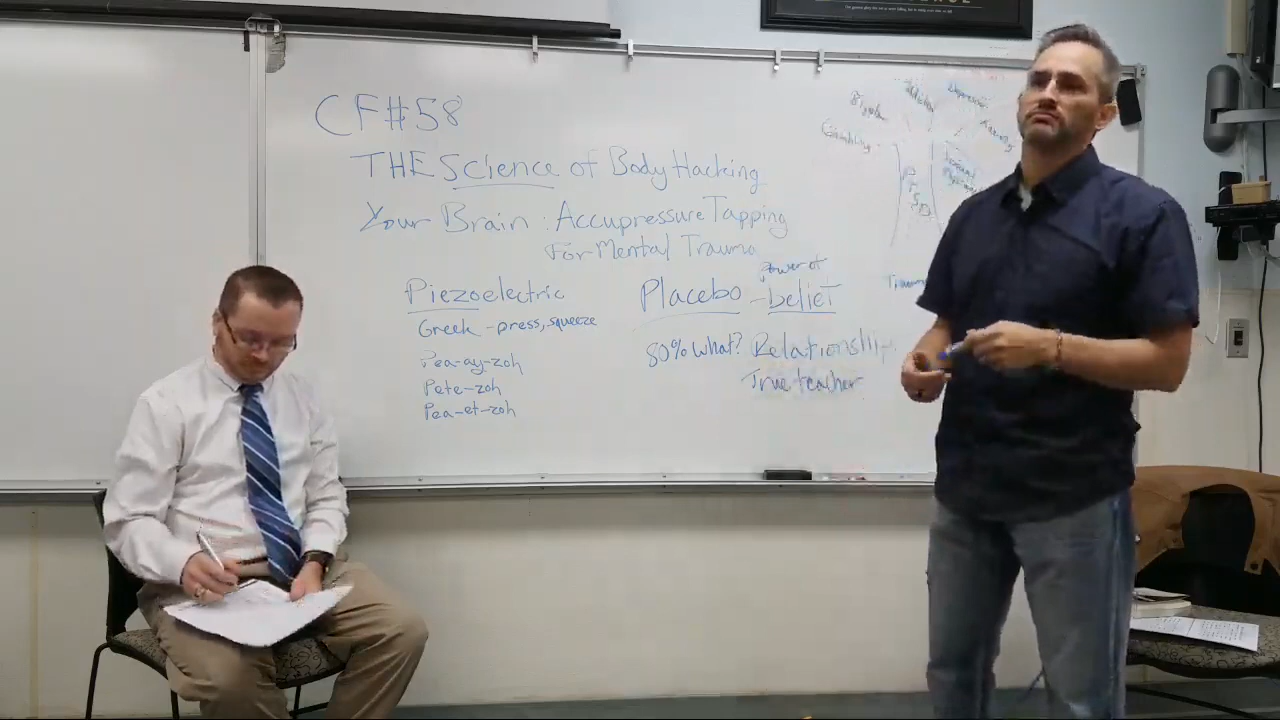 CF#58
THE Science of Body Hacking
Your Brain: Accupressure Tapping
For Mental Trauma
Piezoelectric
Greek - press, squeeze
Pea-ay-zoh
Pete-zoh
Pea-et-zoh
Placebo - Power of belief
80% What? Relationship
True teacher
PTSD